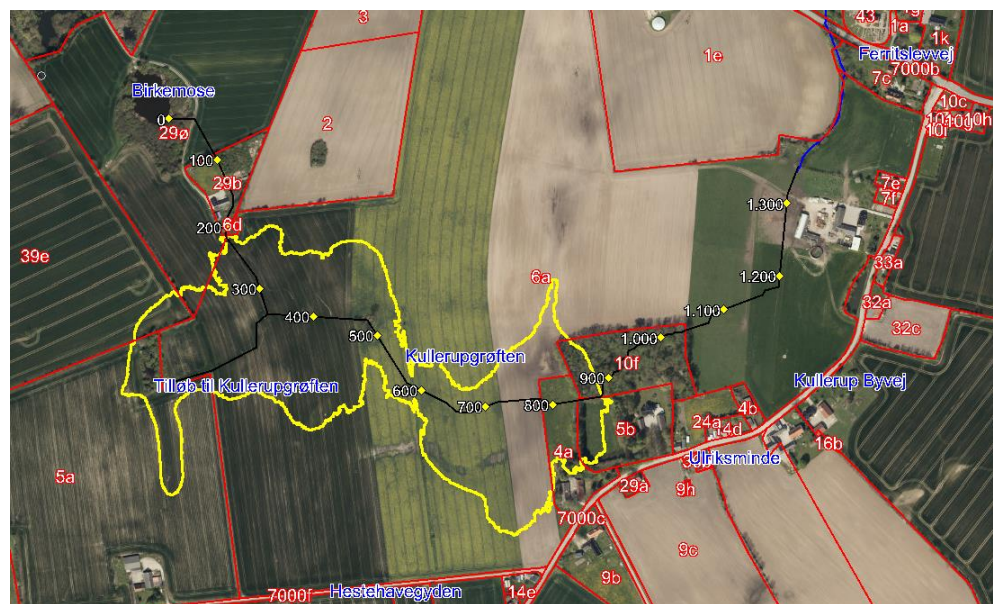 3
43
1a
1k
1e
Ferritslevvej
7000b
7c
Birkemose
10c
10g
10h
10i
0
29ø
2
100
29b
7e
7f
200
6d
1.300
39e
33a
6a
1.200
300
32a
1.100
400
32c
500
1.000
Kullerupgrøften
10f
900
Kullerup Byvej
Tilløb til Kullerupgrøften
600
700
800
4b
24a
14d
5b
16b
4a
Ulriksminde
5a
29a
9h
7000c
9c
9b
7000f
Hestehavegyden
14e